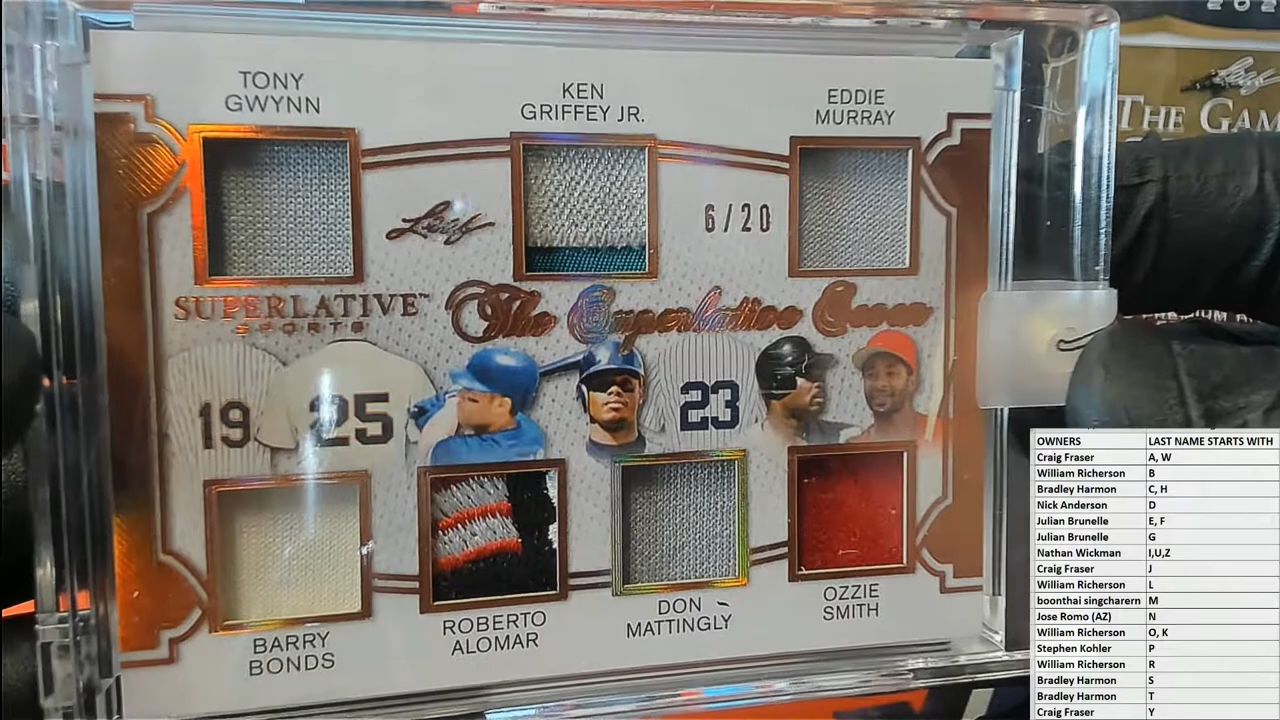 TONY
GWYNN
KEN
GRIFFEY JR.
EDDIE
MURRAY
Leaf
6/20
SUPERLATIVE™
SPORTS
The Superlative Seven
19
25
23
BARRY
BONDS
ROBERTO
ALOMAR
DON
MATTINGLY
OZZIE
SMITH
Leaf
THE GAM
OWNERS LAST NAME STARTS WITH
Craig Fraser A, W
William Richerson B
Bradley Harmon C, H
Nick Anderson D
Julian Brunelle E, F
Julian Brunelle G
Nathan Wickman I,U,Z
Craig Fraser J
William Richerson L
boonthai singcharern M
Jose Romo (AZ) N
William Richerson O, K
Stephen Kohler P
William Richerson R
Bradley Harmon S
Bradley Harmon T
Craig Fraser Y